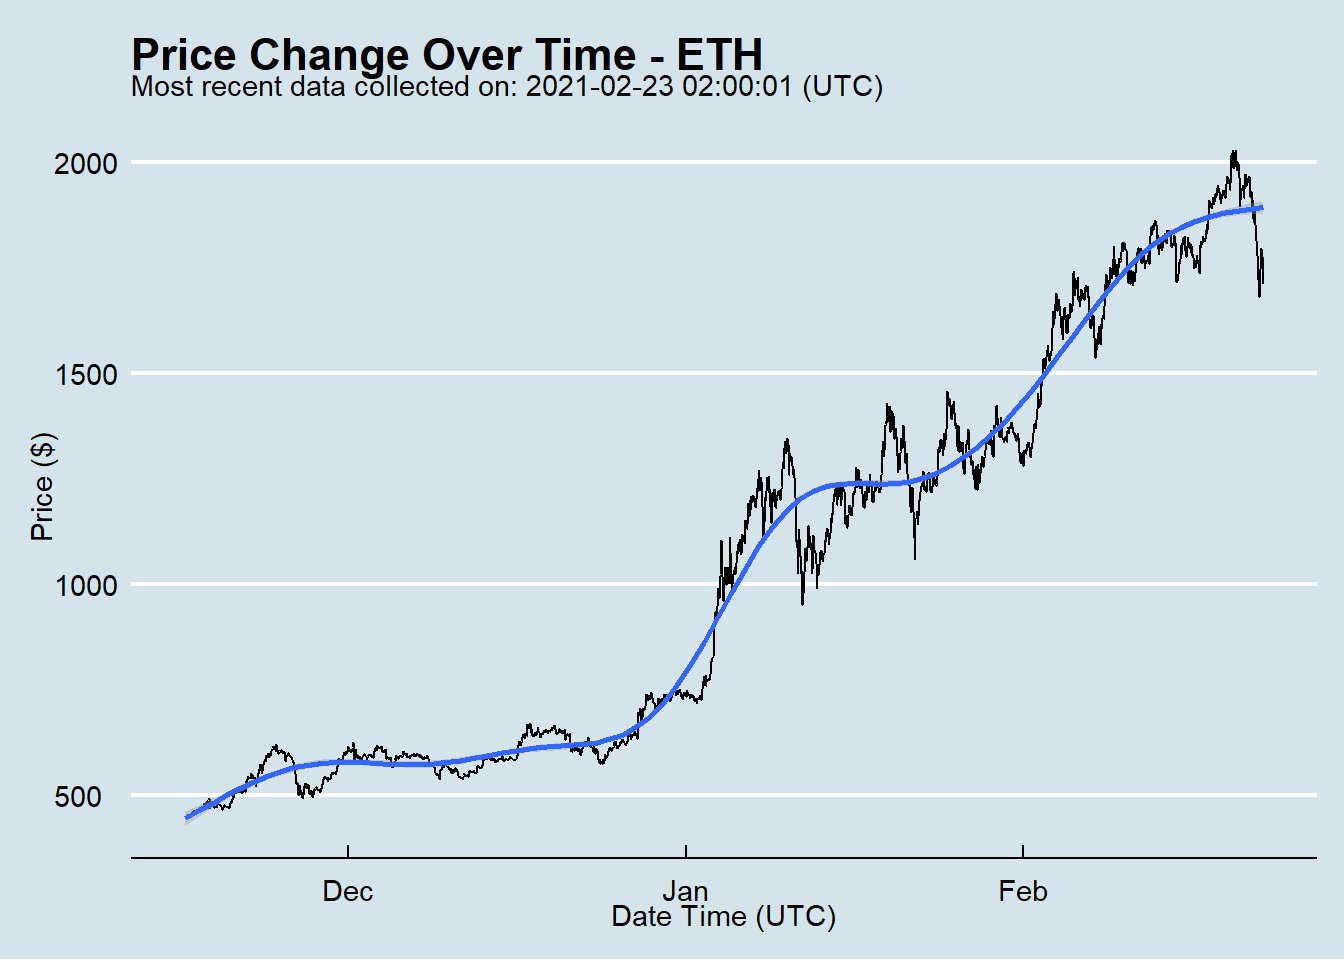 Price Change Over Time - ETH
Most recent data collected on: 2021-02-23 02:00:01 (UTC)
2000
1500
1000
500
Price ($)
Dec
Jan
Feb
Date Time (UTC)